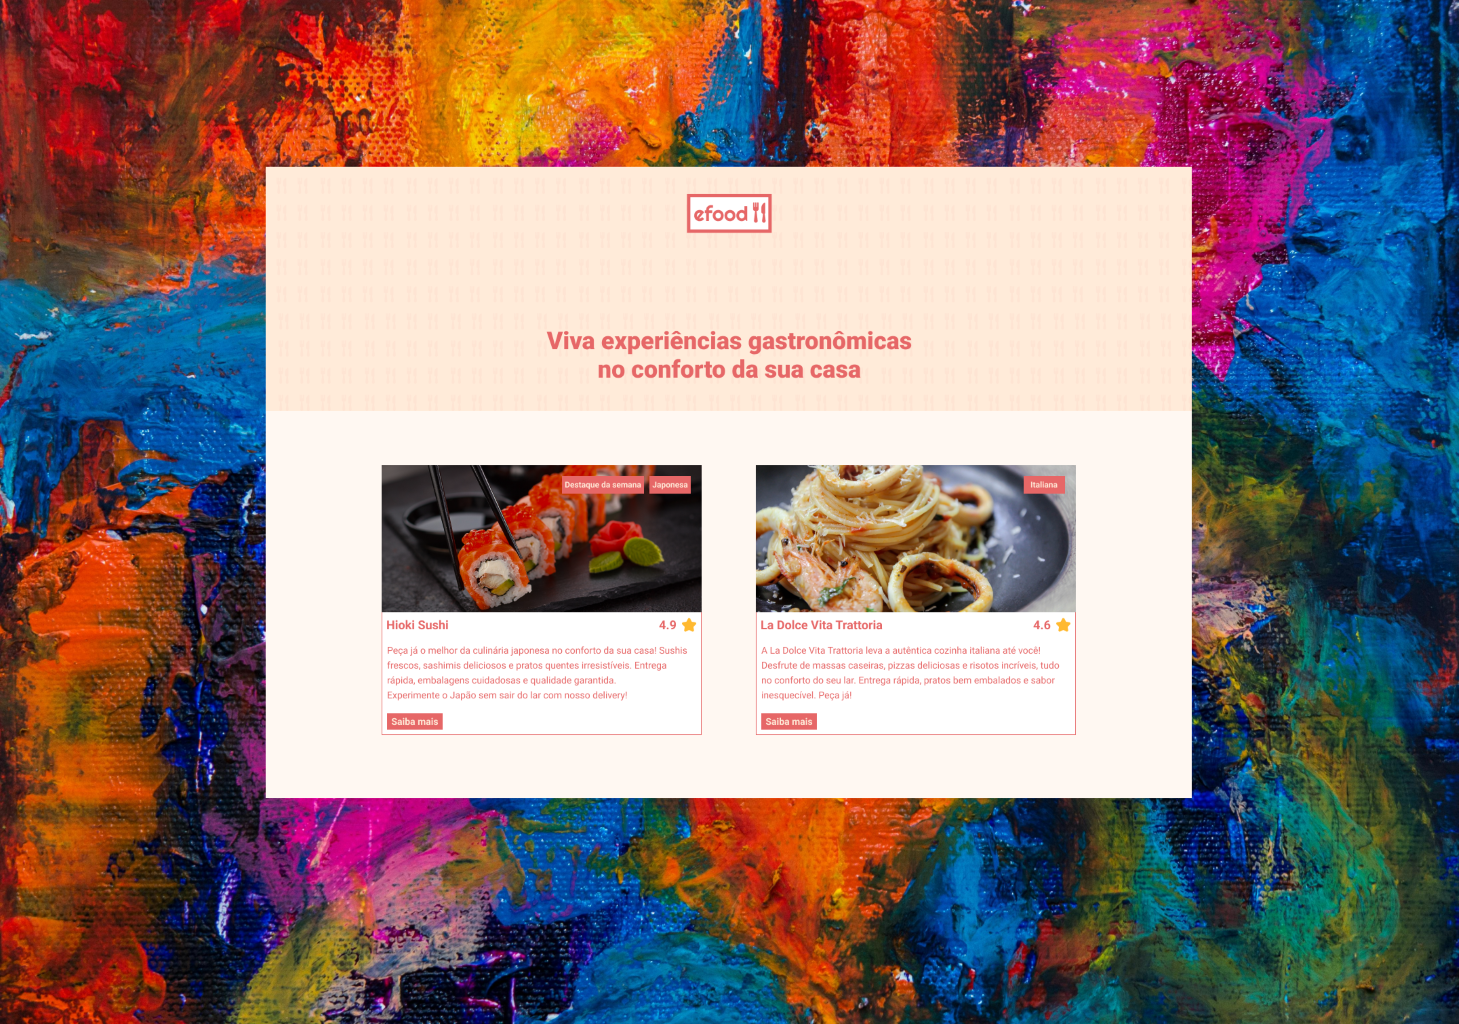 efood
Viva experiências gastronômicas
no conforto da sua casa
Destaque da semana
Japonesa
Hioki Sushi
4.9
Peça já o melhor da culinária japonesa no conforto da sua casa! Sushis
frescos, sashimis deliciosos e pratos quentes irresistíveis. Entrega
rápida, embalagens cuidadosas e qualidade garantida.
Experimente o Japão sem sair do lar com nosso delivery!
Saiba mais
Italiana
La Dolce Vita Trattoria
4.6
A La Dolce Vita Trattoria leva a autêntica cozinha italiana até você!
Desfrute de massas caseiras, pizzas deliciosas e risotos incríveis, tudo
no conforto do seu lar. Entrega rápida, pratos bem embalados e sabor
inesquecível. Peça já!
Saiba mais